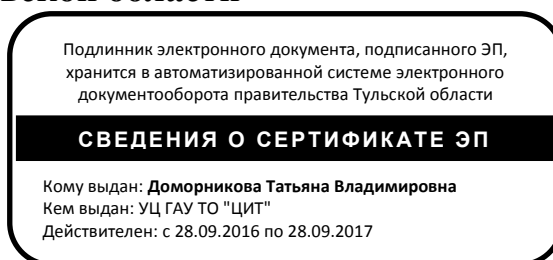 Подлинник электронного документа, подписанного ЭП,
хранится в автоматизированной системе электронного
документооборота правительства Тульской области
СВЕДЕНИЯ О СЕРТИФИКАТЕ ЭП
Кому выдан: Доморникова Татьяна Владимировна
Кем выдан: УЦ ГАУ ТО "ЦИТ"
Действителен: с 28.09.2016 по 28.09.2017